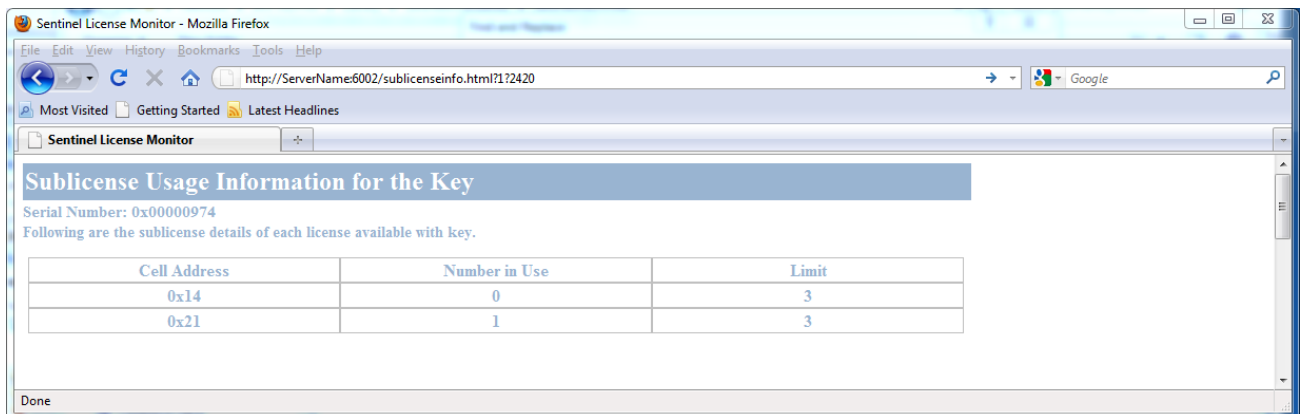 Sentinel License Monitor - Mozilla Firefox
File Edit View History Bookmarks Tools Help
http://ServerName:6002/sublicenseinfo.html?1?2420
Google
Most Visited Getting Started Latest Headlines
Sentinel License Monitor
Sublicense Usage Information for the Key
Serial Number: 0x00000974
Following are the sublicense details of each license available with key.
Cell Address Number in Use Limit
0x14 0 3
0x21 1 3
Done